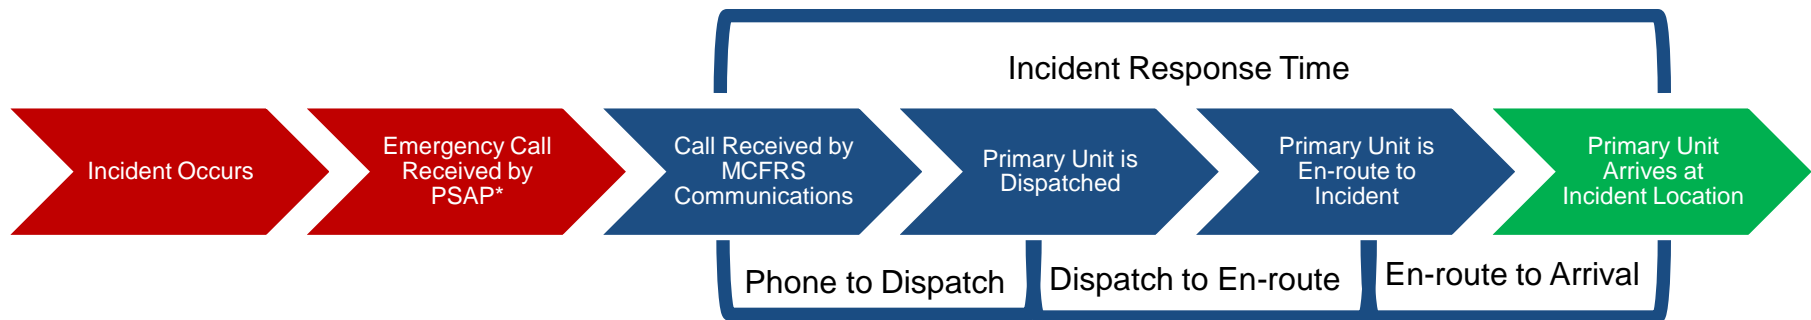 Incident Response Time
Incident Occurs
Emergency Call
Received by
PSAP*
Call Received by
MCFRS
Communications
Primary Unit is
Dispatched
Primary Unit is
En-route to
Incident
Primary Unit
Arrives at
Incident Location
Phone to Dispatch
Dispatch to En-route
En-route to Arrival